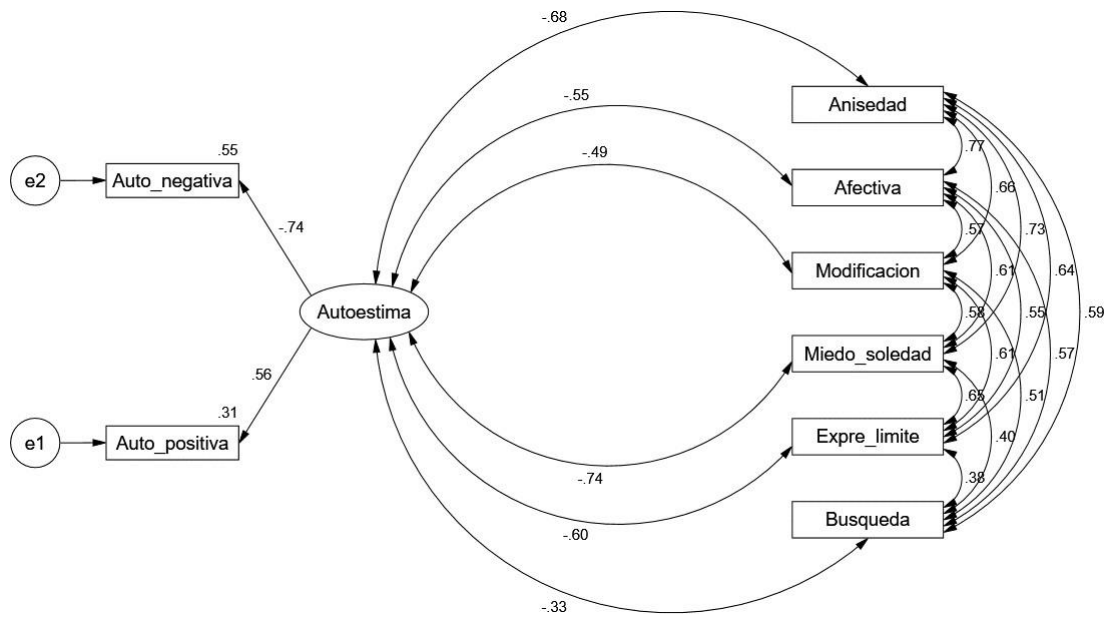 -.68
Anisedad
-.55
.77
.55
-.49
e2
Auto_negativa
Afectiva
.66
-.74
.57
.73
Modificacion
.61
.64
Autoestima
.58
.55
.59
Miedo_soledad
.61
.57
.56
.65
.51
.31
e1
Auto_positiva
Expre_limite
.40
-.74
.38
-.60
Busqueda
-.33